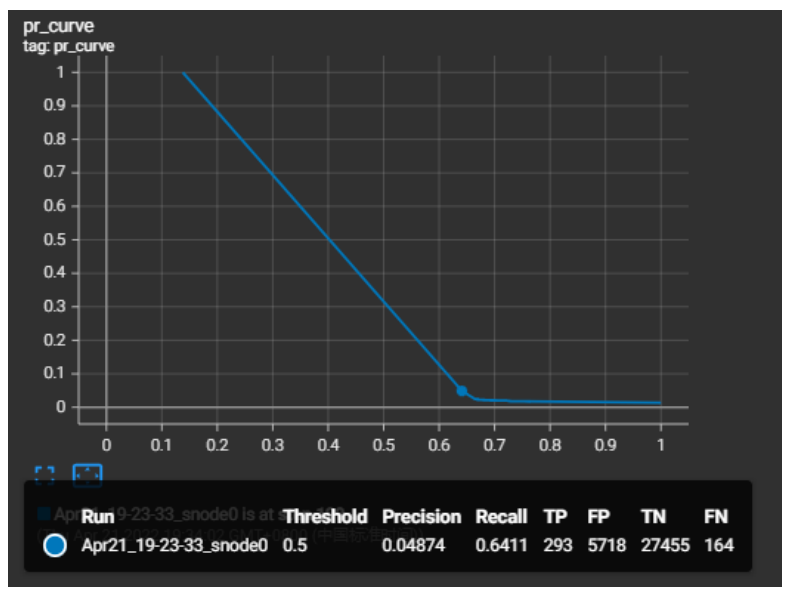 pr_curve
tag: pr_curve
1
0.9
0.8
0.7
0.6
0.5
0.4
0.3
0.2
0.1
0
0 0.1 0.2 0.3 0.4 0.5 0.6 0.7 0.8 0.9 1
Run Threshold Precision Recall TP FP TN FN
Apr21_19-23-33_snode0 0.5 0.04874 0.6411 293 5718 27455 164